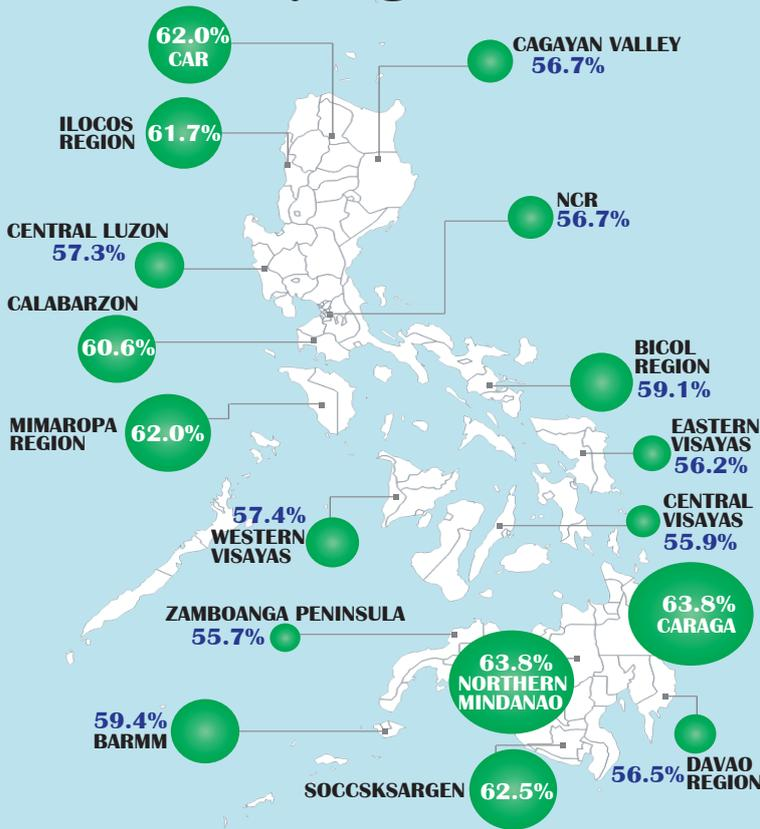 62.0%
CAR
CAGAYAN VALLEY
56.7%
ILOCOS
REGION
61.7%
NCR
56.7%
CENTRAL LUZON
57.3%
CALABARZON
60.6%
BICOL
REGION
59.1%
MIMAROPA
REGION
62.0%
EASTERN
VISAYAS
56.2%
57.4%
WESTERN
VISAYAS
CENTRAL
VISAYAS
55.9%
ZAMBOANGA PENINSULA
55.7%
63.8%
CARAGA
63.8%
NORTHERN
MINDANAO
59.4%
BARMM
SOCCSKSARGEN
62.5%
56.5%
DAVAO
REGION